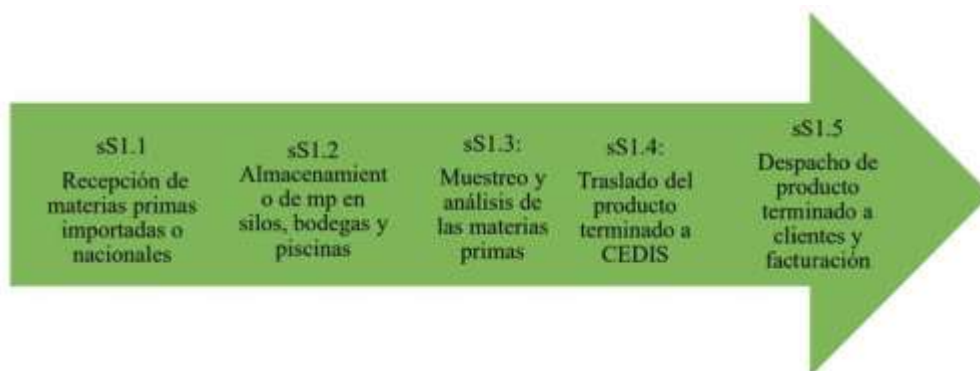 sS1.1
Recepción de
materias primas
importadas o
nacionales
sS1.2
Almacenamient
o de mp en
silos, bodegas y
piscinas
sS1.3:
Muestreo y
análisis de
las materias
primas
sS1.4:
Traslado del
producto
terminado a
CEDIS
sS1.5
Despacho de
producto
terminado a
clientes y
facturación